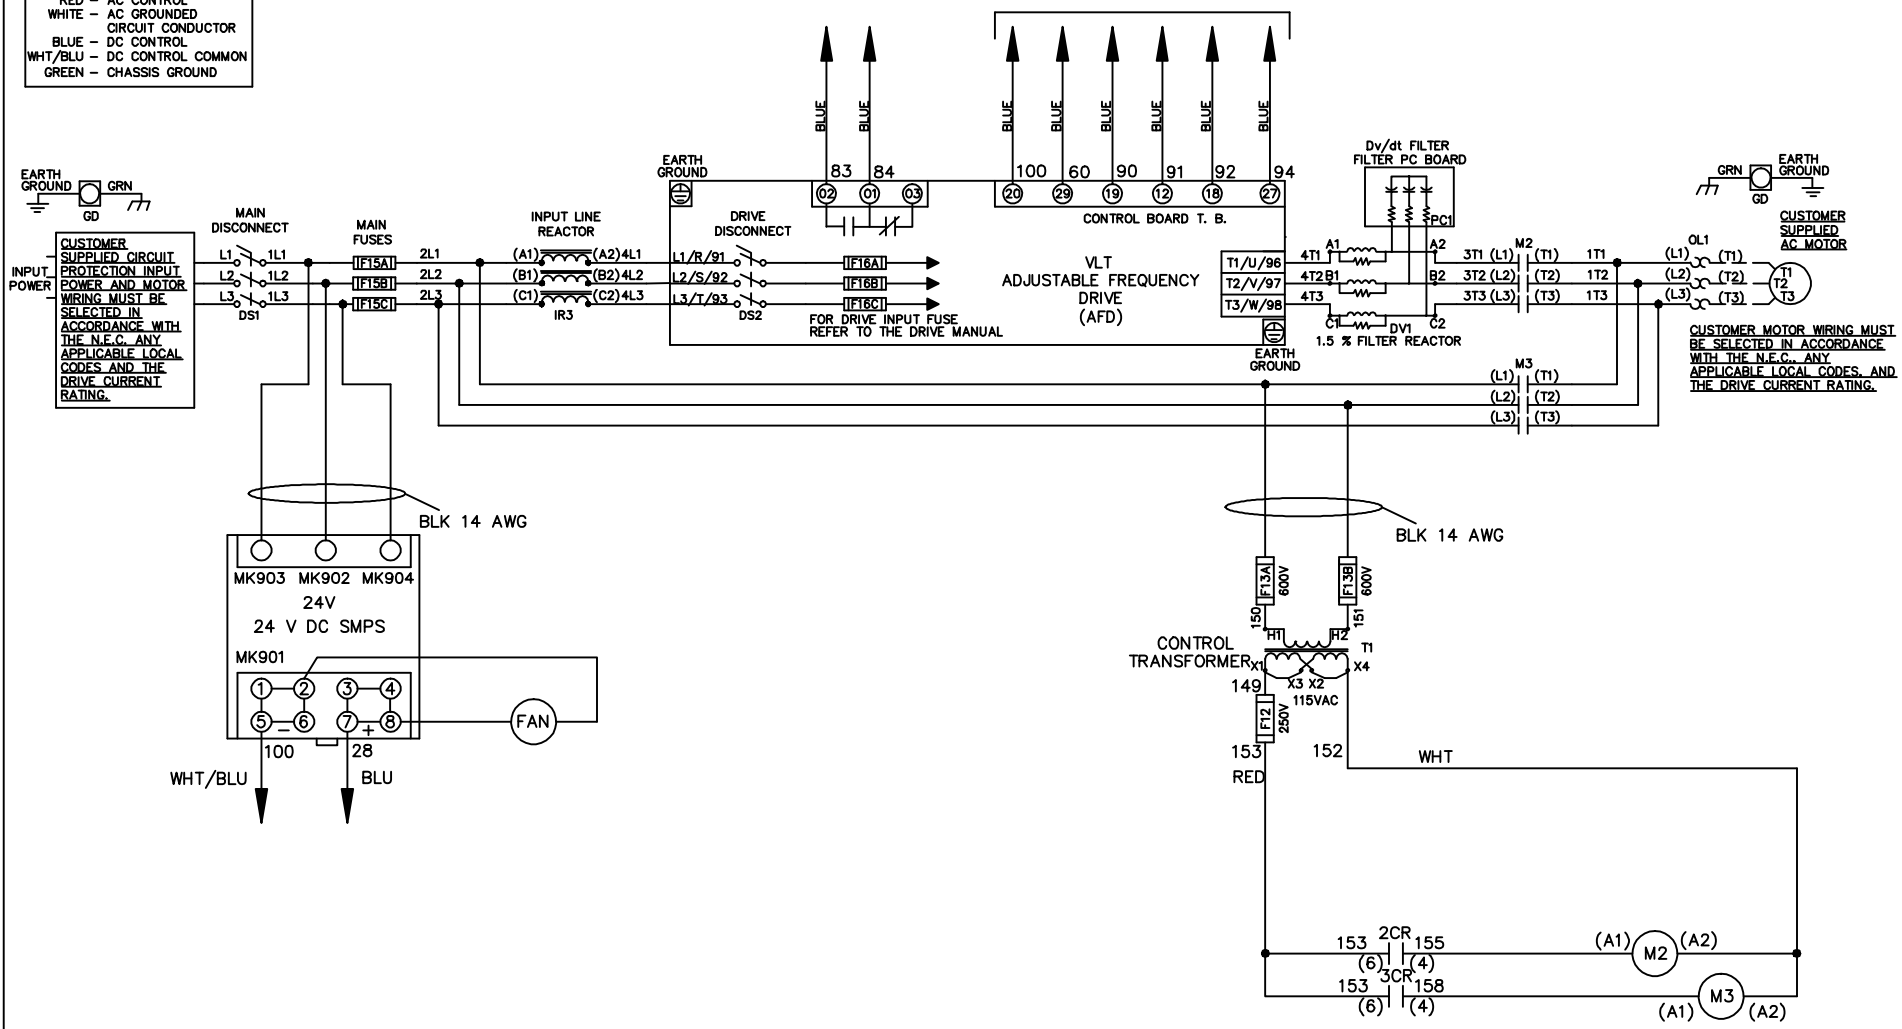 RED – AC CONTROL
WHITE – AC GROUNDED
CIRCUIT CONDUCTOR
BLUE – DC CONTROL
WHT/BLU – DC CONTROL COMMON
GREEN – CHASSIS GROUND
BLUE
BLUE
BLUE
BLUE
BLUE
BLUE
BLUE
BLUE
EARTH
GROUND
GRN
GD
INPUT
POWER
CUSTOMER
SUPPLIED CIRCUIT
PROTECTION INPUT
POWER AND MOTOR
WIRING MUST BE
SELECTED IN
ACCORDANCE WITH
THE N.E.C. ANY
APPLICABLE LOCAL
CODES AND THE
DRIVE CURRENT
RATING.
MAIN
DISCONNECT
L1 1L1
L2 1L2
L3 1L3
DS1
MAIN
FUSES
F15A
F15B
F15C
2L1
2L2
2L3
INPUT LINE
REACTOR
(A1) (A2) 4L1
(B1) (B2) 4L2
(C1) (C2) 4L3
IR3
EARTH
GROUND
L1/R/91
L2/S/92
L3/T/93
DRIVE
DISCONNECT
DS2
83 84
02 01 03
F16A
F16B
F16C
FOR DRIVE INPUT FUSE
REFER TO THE DRIVE MANUAL
100 60 90 91 92 94
20 29 19 12 18 27
CONTROL BOARD T. B.
VLT
ADJUSTABLE FREQUENCY
DRIVE
(AFD)
T1/U/96
T2/V/97
T3/W/98
EARTH
GROUND
Dv/dt FILTER
FILTER PC BOARD
PC1
4T1 A1 A2
4T2 B1 B2
4T3 C1 C2
DV1
1.5 % FILTER REACTOR
M2
3T1 (L1) (T1) 1T1
3T2 (L2) (T2) 1T2
3T3 (L3) (T3) 1T3
OL1
(L1) (T1)
(L2) (T2)
(L3) (T3)
T1
T2
T3
GRN
EARTH
GROUND
GD
CUSTOMER
SUPPLIED
AC MOTOR
CUSTOMER MOTOR WIRING MUST
BE SELECTED IN ACCORDANCE
WITH THE N.E.C., ANY
APPLICABLE LOCAL CODES, AND
THE DRIVE CURRENT RATING.
M3
(L1) (T1)
(L2) (T2)
(L3) (T3)
BLK 14 AWG
MK903 MK902 MK904
24V
24 V DC SMPS
MK901
1 2 3 4
5 – 6 7 + 8
FAN
100 28
WHT/BLU
BLU
BLK 14 AWG
F13A
600V
F13B
600V
150
151
H1 H2
T1
CONTROL
TRANSFORMER
X1 X4
X3 X2
149
115VAC
F12
250V
153
RED
152
WHT
2CR
153 155
(6) (4)
(A1) M2 (A2)
3CR
153 158
(6) (4)
(A1) M3 (A2)